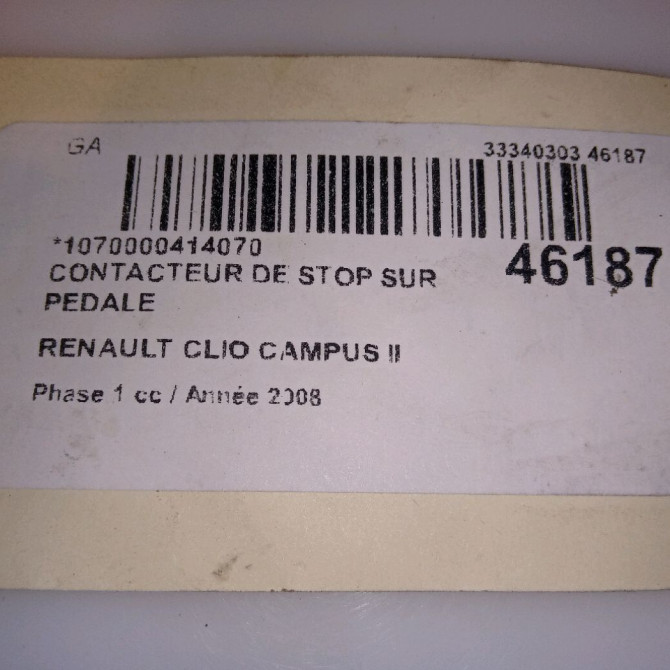 GA
33340303 46187
*1070000414070
46187
CONTACTEUR DE STOP SUR
PEDALE
RENAULT CLIO CAMPUS II
Phase 1 cc / Année 2008